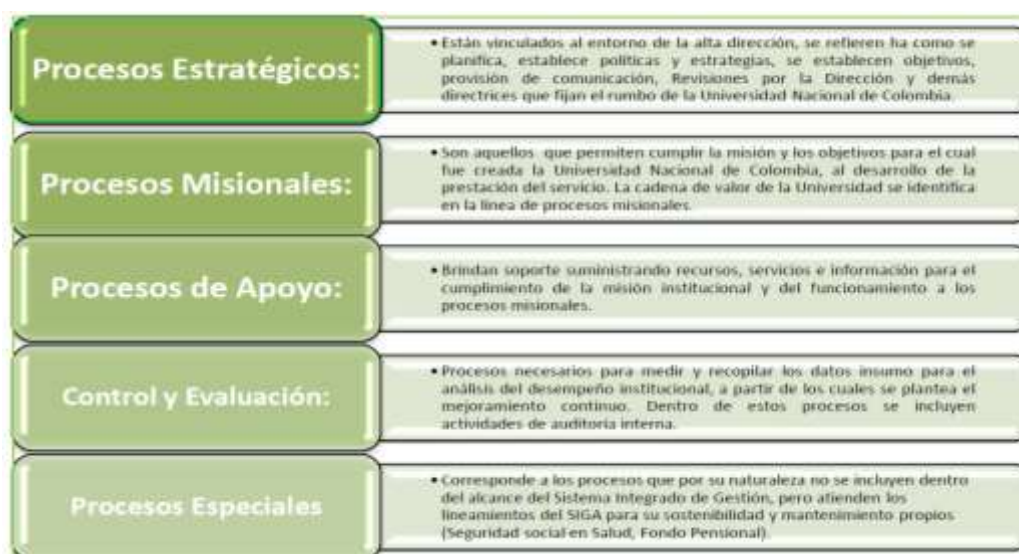 Procesos Estratégicos:
• Están vinculados al entorno de la alta dirección, se refieren ha como se
planifica, establece políticas y estrategias, se establecen objetivos,
provisión de comunicación, Revisiones por la Dirección y demás
directrices que fijan el rumbo de la Universidad Nacional de Colombia.
Procesos Misionales:
• Son aquellos que permiten cumplir la misión y los objetivos para el cual
fue creada la Universidad Nacional de Colombia, al desarrollo de la
prestación del servicio. La cadena de valor de la Universidad se identifica
en la línea de procesos misionales.
Procesos de Apoyo:
• Brindan soporte suministrando recursos, servicios e información para el
cumplimiento de la misión institucional y del funcionamiento a los
procesos misionales.
Control y Evaluación:
• Procesos necesarios para medir y recopilar los datos insumo para el
análisis del desempeño institucional, a partir de los cuales se plantea el
mejoramiento continuo. Dentro de estos procesos se incluyen
actividades de auditoría interna.
Procesos Especiales
• Corresponde a los procesos que por su naturaleza no se incluyen dentro
del alcance del Sistema Integrado de Gestión, pero atienden los
lineamientos del SIGA para su sostenibilidad y mantenimiento propios
(Seguridad social en Salud, Fondo Pensional).